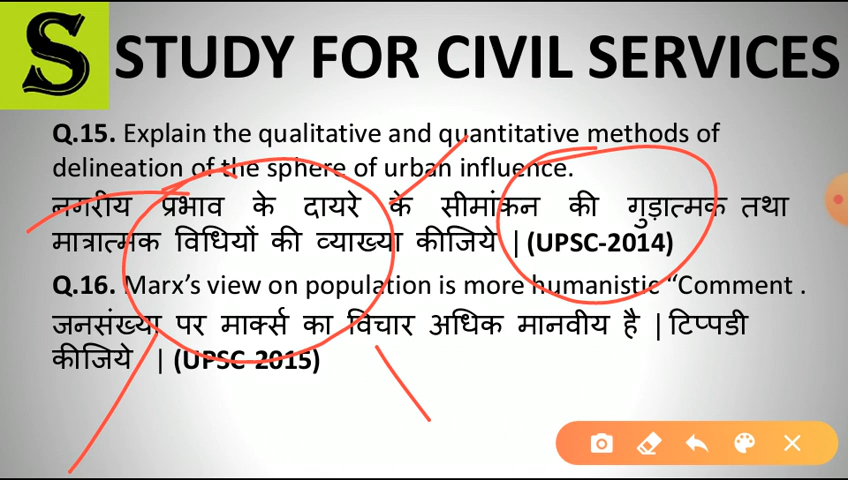 S STUDY FOR CIVIL SERVICES
Q.15. Explain the qualitative and quantitative methods of
delineation of the sphere of urban influence.
नगरीय प्रभाव के दायरे के सीमांकन की गुड़ात्मक तथा
मात्रात्मक विधियों की व्याख्या कीजिये | (UPSC-2014)
Q.16. Marx's view on population is more humanistic “Comment .
जनसंख्या पर मार्क्स का विचार अधिक मानवीय है | टिप्पडी
कीजिये | (UPSC-2015)